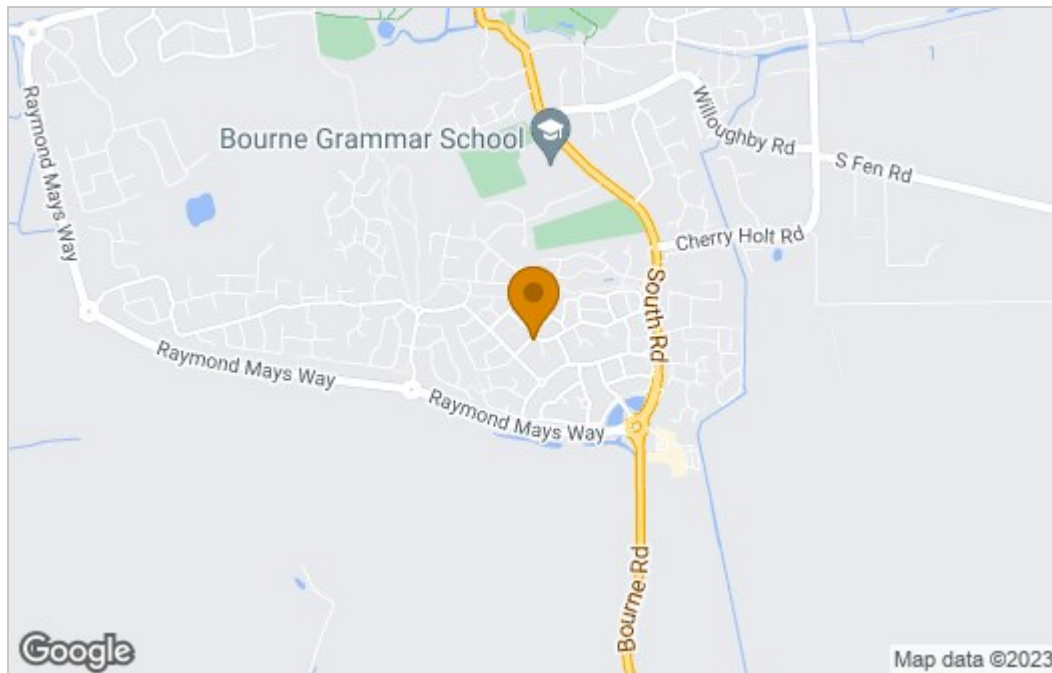 Raymond Mays Way
Bourne Grammar School
Willoughby Rd
S Fen Rd
Cherry Holt Rd
South Rd
Raymond Mays Way
Raymond Mays Way
Bourne Rd
Google
Map data ©2023